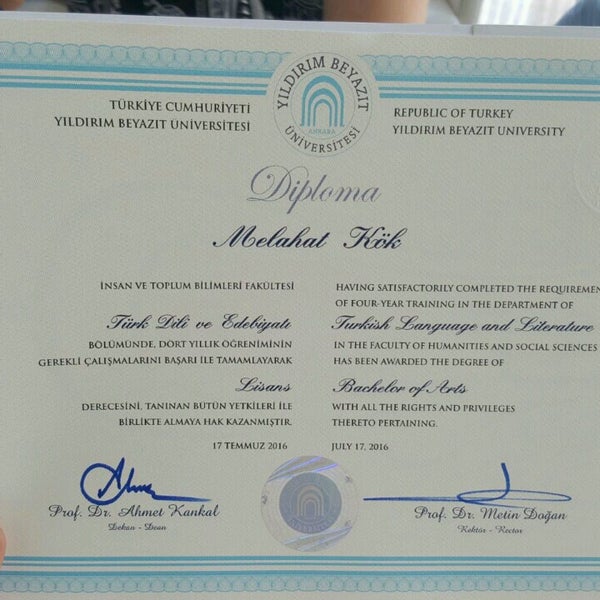 YILDIRIM BEYAZIT
ÜNİVERSİTESİ
ANKARA
TÜRKİYE CUMHURİYETİ
YILDIRIM BEYAZIT ÜNİVERSİTESİ
REPUBLIC OF TURKEY
YILDIRIM BEYAZIT UNIVERSITY
Diploma
Melahat Kök
İNSAN VE TOPLUM BİLİMLERİ FAKÜLTESİ
Türk Dili ve Edebiyatı
BÖLÜMÜNDE, DÖRT YILLIK ÖĞRENİMİNİN
GEREKLİ ÇALIŞMALARINI BAŞARI İLE TAMAMLAYARAK
Lisans
DERECESİNİ, TANINAN BÜTÜN YETKİLERİ İLE
BİRLİKTE ALMAYA HAK KAZANMIŞTIR.
17 TEMMUZ 2016
HAVING SATISFACTORILY COMPLETED THE REQUIREMEN
OF FOUR-YEAR TRAINING IN THE DEPARTMENT OF
Turkish Language and Literature
IN THE FACULTY OF HUMANITIES AND SOCIAL SCIENCES
HAS BEEN AWARDED THE DEGREE OF
Bachelor of Arts
WITH ALL THE RIGHTS AND PRIVILEGES
THERETO PERTAINING.
JULY 17, 2016
Prof. Dr. Ahmet Kankal
Dekan - Dean
Prof. Dr. Metin Doğan
Rektör - Rector